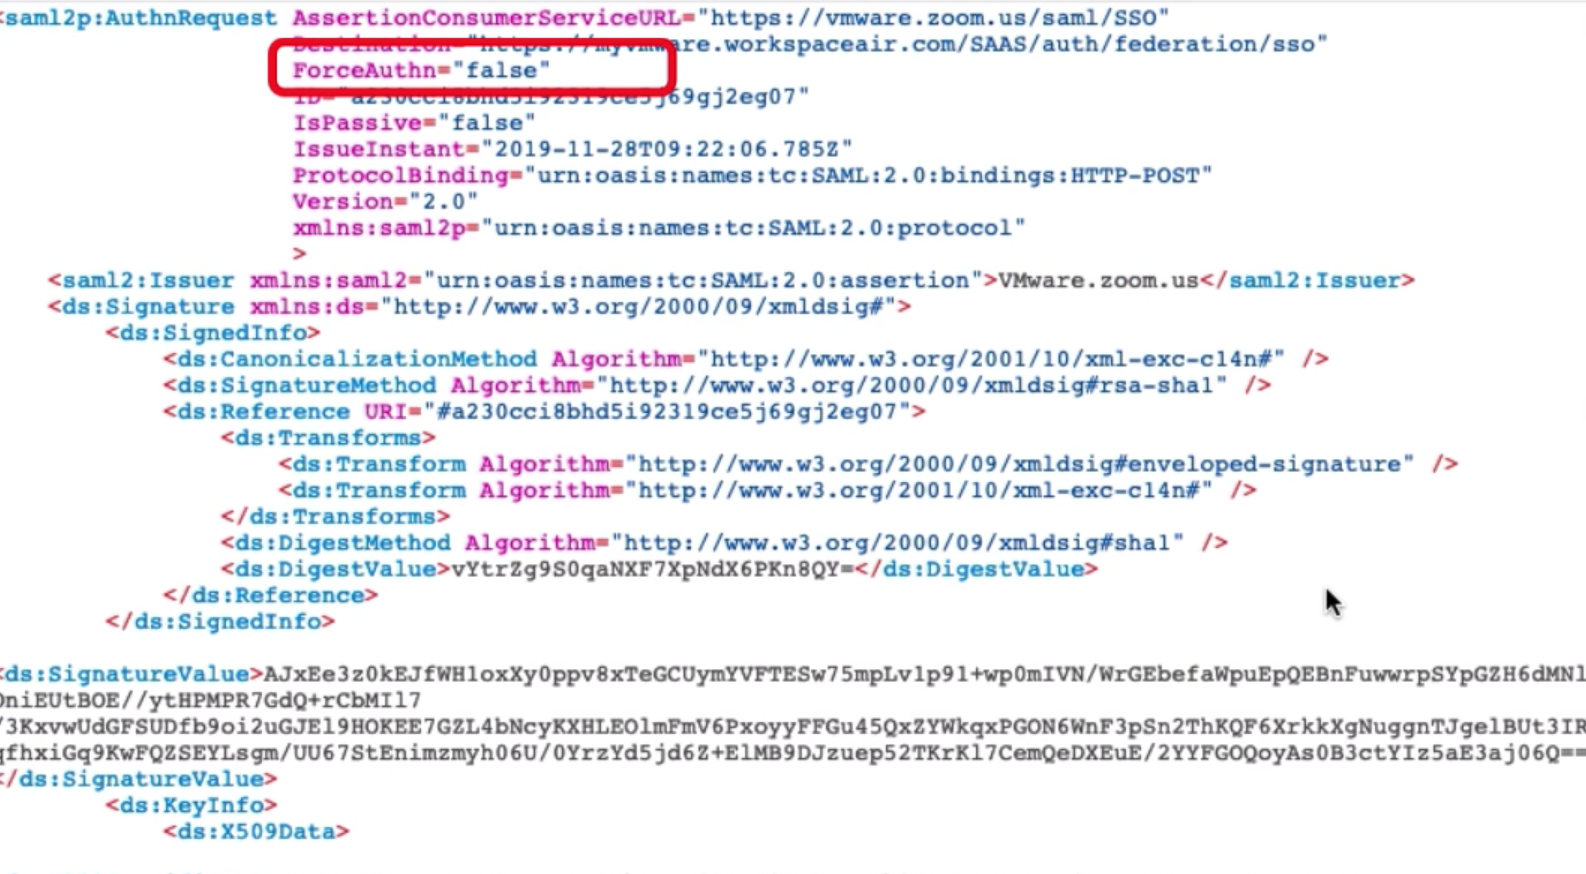 <saml2p:AuthnRequest AssertionConsumerServiceURL="https://vmware.zoom.us/saml/SSO"
Destination="https://myvmware.workspaceair.com/SAAS/auth/federation/sso"
ForceAuthn="false"
ID="a230cci8bhd5i92319ce5j69gj2eg07"
IsPassive="false"
IssueInstant="2019-11-28T09:22:06.785Z"
ProtocolBinding="urn:oasis:names:tc:SAML:2.0:bindings:HTTP-POST"
Version="2.0"
xmlns:saml2p="urn:oasis:names:tc:SAML:2.0:protocol"
>
<saml2:Issuer xmlns:saml2="urn:oasis:names:tc:SAML:2.0:assertion">VMware.zoom.us</saml2:Issuer>
<ds:Signature xmlns:ds="http://www.w3.org/2000/09/xmldsig#">
<ds:SignedInfo>
<ds:CanonicalizationMethod Algorithm="http://www.w3.org/2001/10/xml-exc-c14n#" />
<ds:SignatureMethod Algorithm="http://www.w3.org/2000/09/xmldsig#rsa-sha1" />
<ds:Reference URI="#a230cci8bhd5i92319ce5j69gj2eg07">
<ds:Transforms>
<ds:Transform Algorithm="http://www.w3.org/2000/09/xmldsig#enveloped-signature" />
<ds:Transform Algorithm="http://www.w3.org/2001/10/xml-exc-c14n#" />
</ds:Transforms>
<ds:DigestMethod Algorithm="http://www.w3.org/2000/09/xmldsig#sha1" />
<ds:DigestValue>vYtrZg9S0qaNXF7XpNdX6PKn8QY=</ds:DigestValue>
</ds:Reference>
</ds:SignedInfo>
<ds:SignatureValue>AJxEe3z0kEJfWHloxXy0ppv8xTeGCUymYVFTESw75mpLvlp9l+wp0mIVN/WrGEbefaWpuEpQEBnFuwwrpSYpGZH6dMNl
OniEUtBOE//ytHPMPR7GdQ+rCbMIl7
/3KxvwUdGFSUDfb9oi2uGJEl9HOKEE7GZL4bNcyKXHLEOlmFmV6PxoyyFFGu45QxZYWkqxPGON6WnF3pSn2ThKQF6XrkkXgNuggnTJgelBUt3IR
qfhxiGq9KwFQZSEYLsgm/UU67StEnimzmyh06U/0YrzYd5jd6Z+ElMB9DJzuep52TKrKl7CemQeDXEuE/2YYFGOQoyAs0B3ctYIz5aE3aj06Q==
</ds:SignatureValue>
<ds:KeyInfo>
<ds:X509Data>